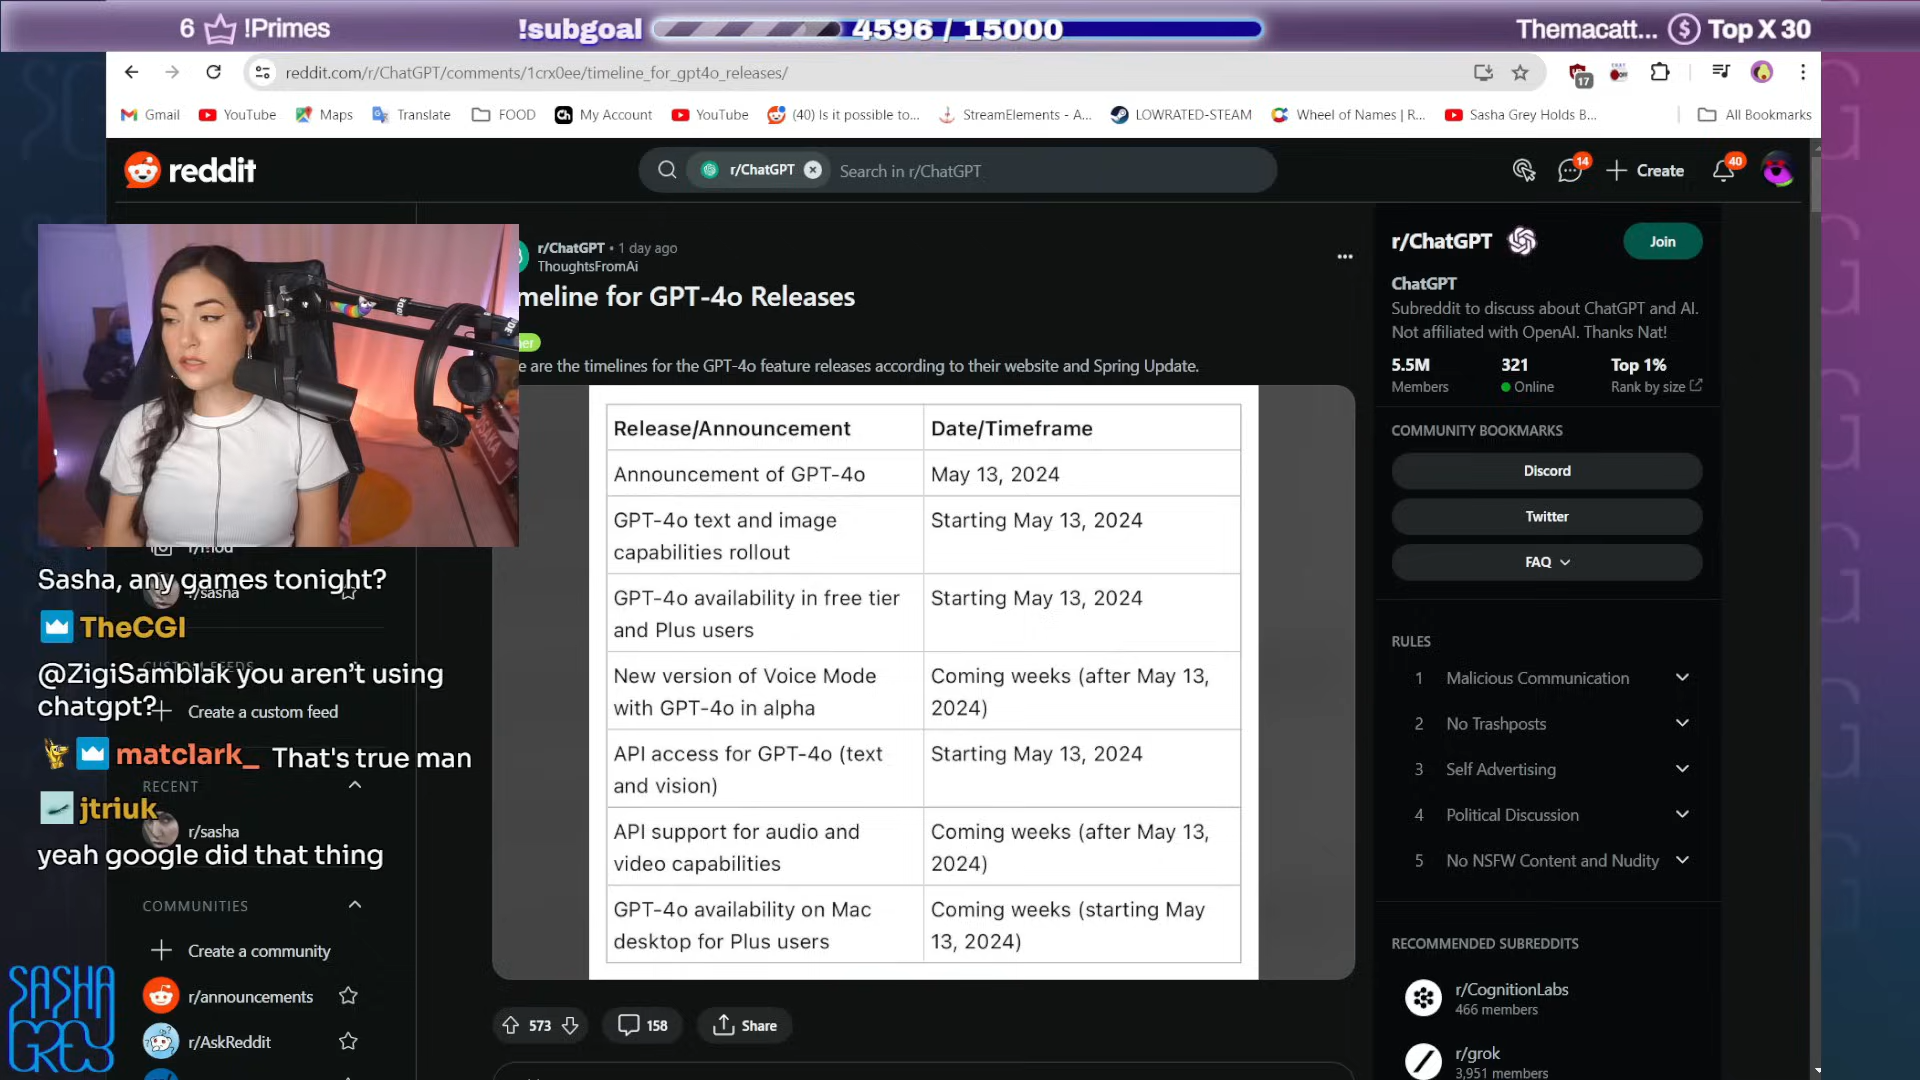 6 !Primes
!subgoal 4596 / 15000
Themacatt... Top X 30
reddit.com/r/ChatGPT/comments/1crx0ee/timeline_for_gpt4o_releases/
17
Gmail YouTube Maps Translate FOOD My Account YouTube (40) Is it possible to... StreamElements - A... LOWRATED-STEAM Wheel of Names | R... Sasha Grey Holds B... All Bookmarks
reddit
r/ChatGPT Search in r/ChatGPT
14 Create 40
r/ChatGPT • 1 day ago
ThoughtsFromAi
meline for GPT-4o Releases
e are the timelines for the GPT-4o feature releases according to their website and Spring Update.
Release/Announcement Date/Timeframe
Announcement of GPT-4o May 13, 2024
GPT-4o text and image Starting May 13, 2024
capabilities rollout
GPT-4o availability in free tier Starting May 13, 2024
and Plus users
New version of Voice Mode Coming weeks (after May 13,
with GPT-4o in alpha 2024)
API access for GPT-4o (text Starting May 13, 2024
and vision)
API support for audio and Coming weeks (after May 13,
video capabilities 2024)
GPT-4o availability on Mac Coming weeks (starting May
desktop for Plus users 13, 2024)
573 158 Share
r/ChatGPT Join
ChatGPT
Subreddit to discuss about ChatGPT and AI.
Not affiliated with OpenAI. Thanks Nat!
5.5M 321 Top 1%
Members Online Rank by size
COMMUNITY BOOKMARKS
Discord
Twitter
FAQ
RULES
1 Malicious Communication
2 No Trashposts
3 Self Advertising
4 Political Discussion
5 No NSFW Content and Nudity
RECOMMENDED SUBREDDITS
r/CognitionLabs
466 members
r/grok
3,951 members
r/mod
Sasha, any games tonight?
r/sasha
TheCGI
CUSTOM FEEDS
@ZigiSamblak you aren't using
chatgpt?
Create a custom feed
matclark_ That's true man
RECENT
jtriuk
r/sasha
yeah google did that thing
COMMUNITIES
Create a community
r/announcements
r/AskReddit
SASHA
GREY